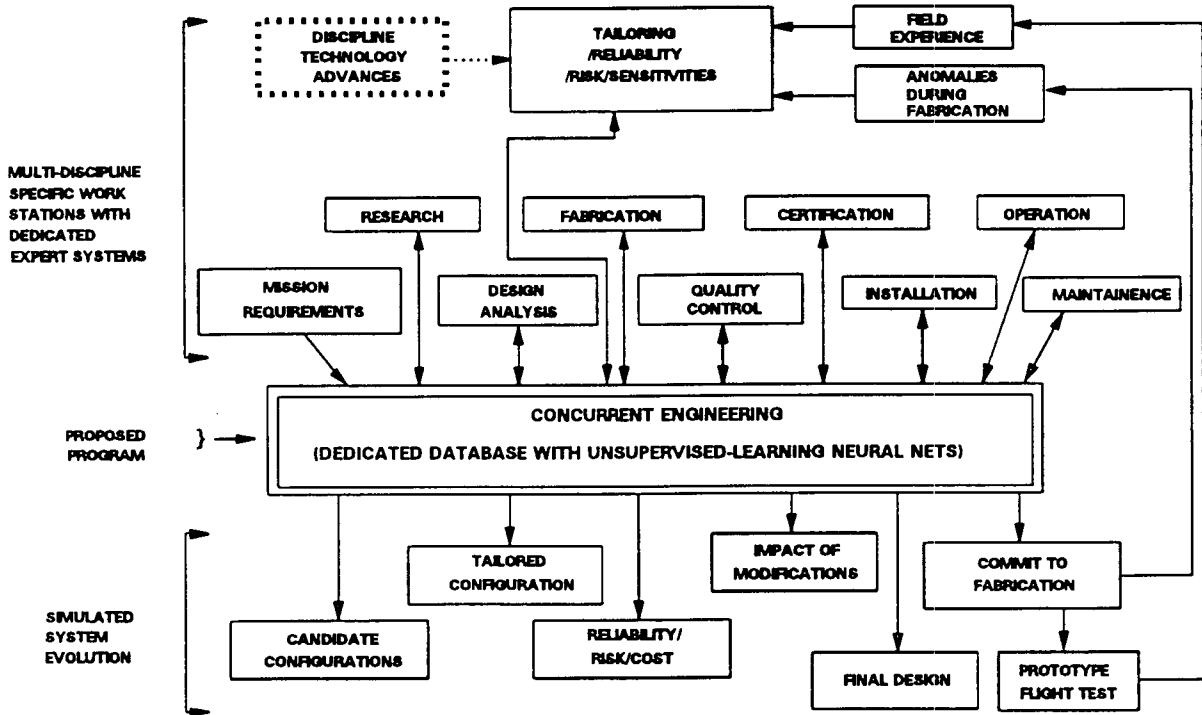 DISCIPLINE
TECHNOLOGY
ADVANCES
TAILORING
/RELIABILITY
/RISK/SENSITIVITIES
FIELD
EXPERIENCE
ANOMALIES
DURING
FABRICATION
MULTI-DISCIPLINE
SPECIFIC WORK
STATIONS WITH
DEDICATED
EXPERT SYSTEMS
RESEARCH
FABRICATION
CERTIFICATION
OPERATION
MISSION
REQUIREMENTS
DESIGN
ANALYSIS
QUALITY
CONTROL
INSTALLATION
MAINTAINENCE
PROPOSED
PROGRAM
}
CONCURRENT ENGINEERING
(DEDICATED DATABASE WITH UNSUPERVISED-LEARNING NEURAL NETS)
SIMULATED
SYSTEM
EVOLUTION
TAILORED
CONFIGURATION
IMPACT OF
MODIFICATIONS
COMMIT TO
FABRICATION
CANDIDATE
CONFIGURATIONS
RELIABILITY/
RISK/COST
FINAL DESKIN
PROTOTYPE
FLIGHT TEST